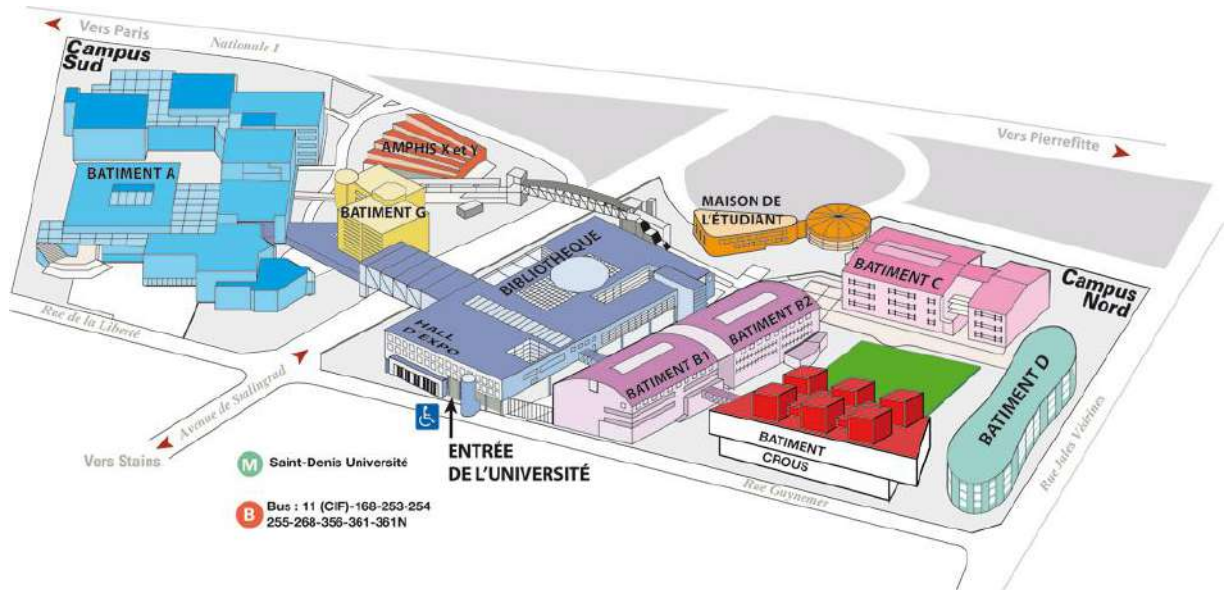 Vers Paris
Nationale 1
Campus
Sud
Vers Pierrefitte
AMPHIS X et Y
BATIMENT A
BATIMENT G
MAISON DE
L'ÉTUDIANT
BIBLIOTHEQUE
BATIMENT C
Campus
Nord
HALL
D'EXPO
BATIMENT B2
BATIMENT B1
BATIMENT D
Rue de la Liberté
Avenue de Stalingrad
Vers Stains
BATIMENT
CROUS
ENTRÉE
DE L'UNIVERSITÉ
Rue Guynemer
Rue Jules Védrines
M Saint-Denis Université
B Bus : 11 (CIF)-168-253-254
255-268-356-361-361N